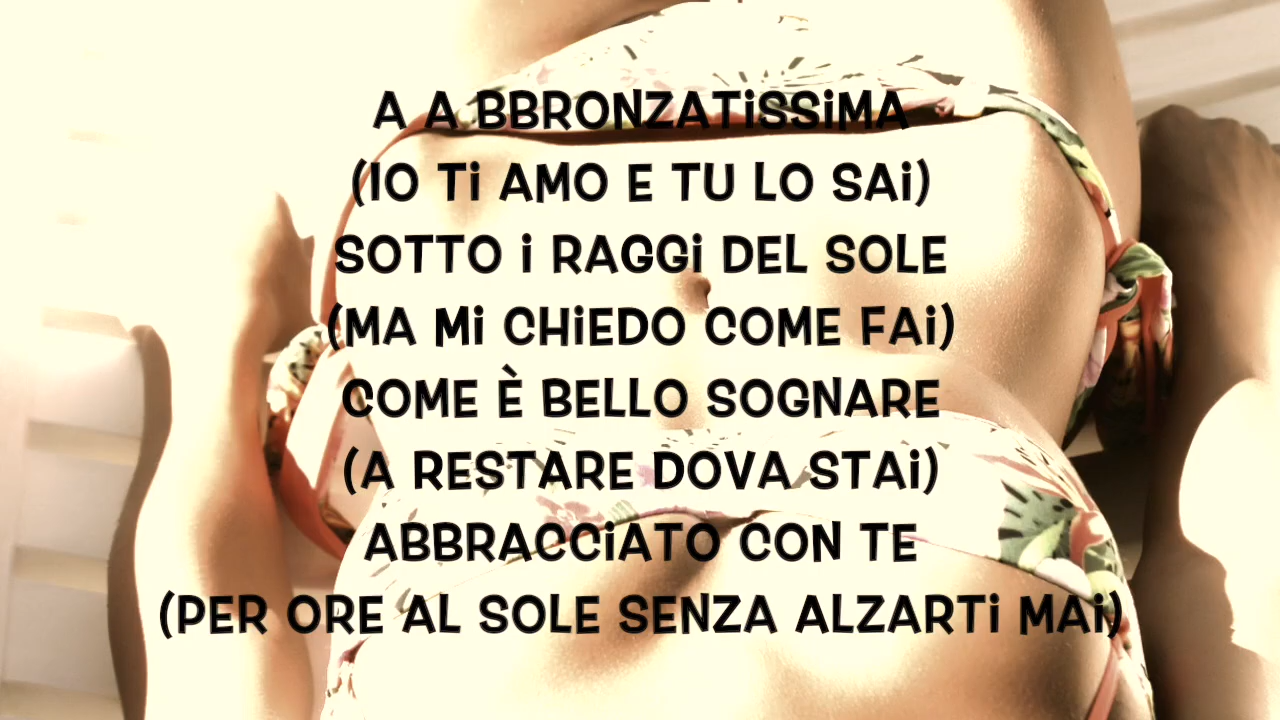 A A BBRONZATiSSiMA
(IO Ti AMO E TU LO SAi)
SOTTO i RAGGi DEL SOLE
(MA Mi CHiEDO COME FAi)
COME È BELLO SOGNARE
(A RESTARE DOVA STAi)
ABBRACCiATO CON TE
(PER ORE AL SOLE SENZA ALZARTi MAi)